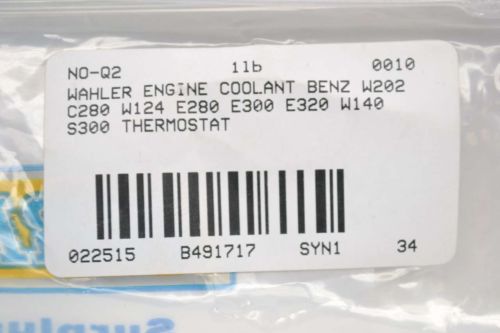 NO-Q2 11b 0010
WAHLER ENGINE COOLANT BENZ W202
C280 W124 E280 E300 E320 W140
S300 THERMOSTAT
022515 B491717 SYN1 34